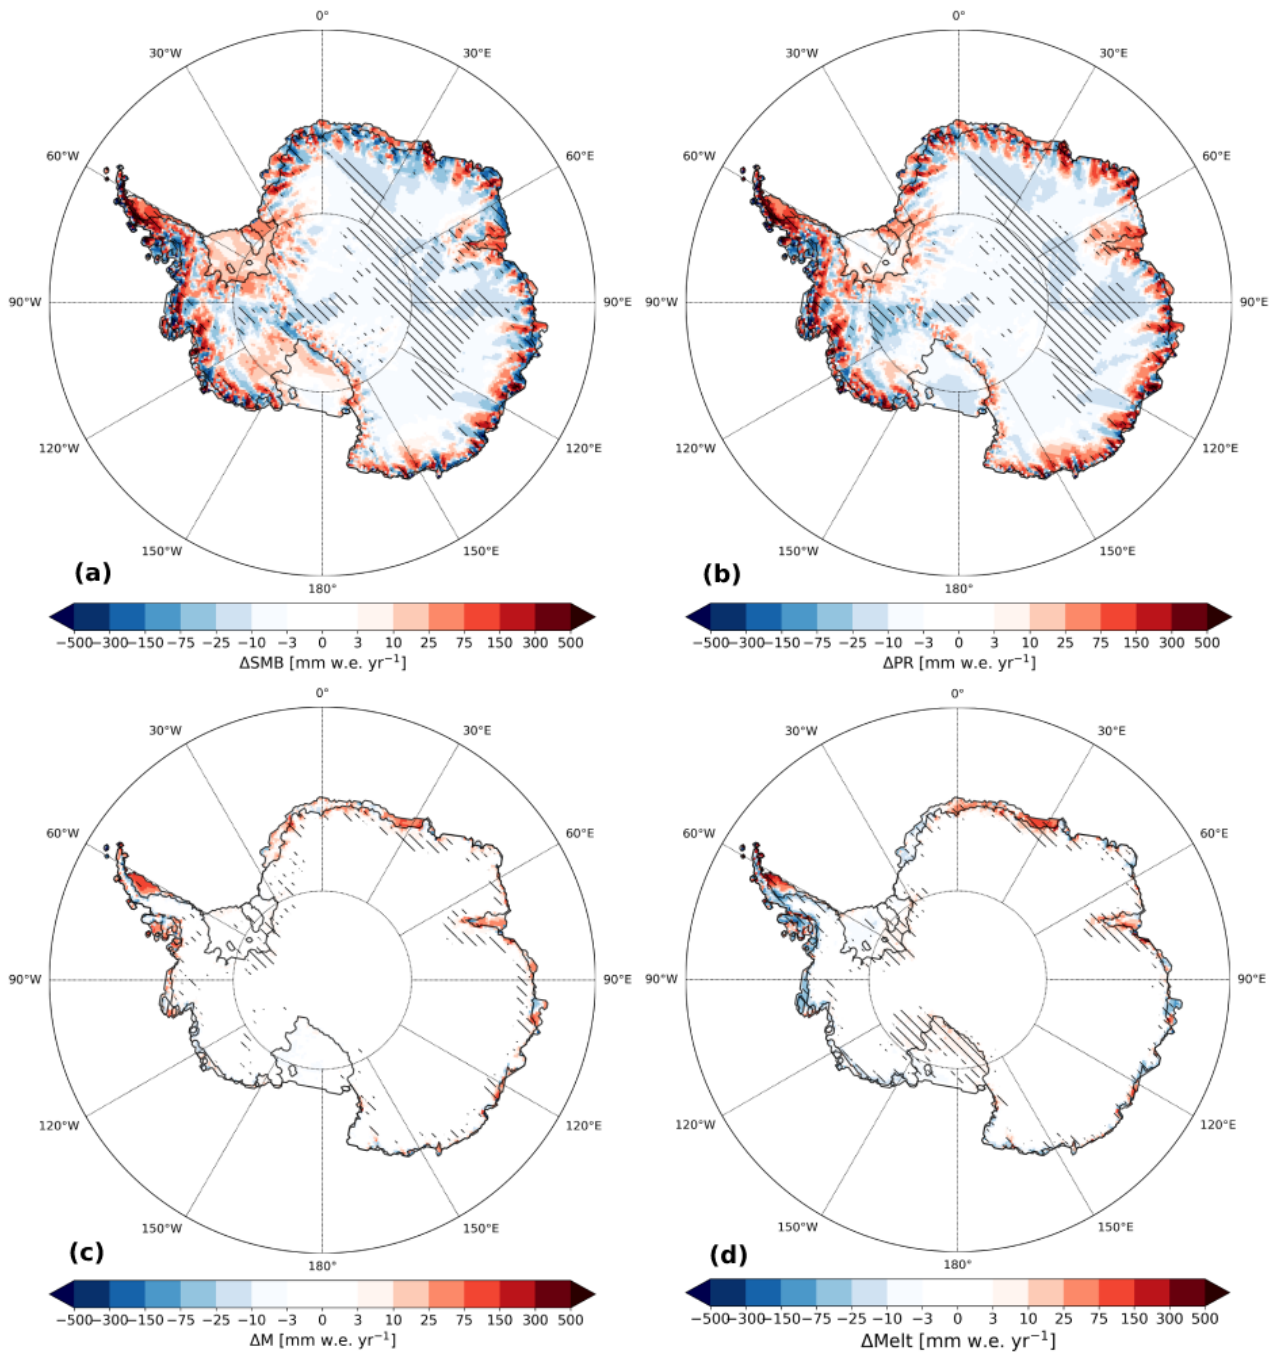 0° 0°
30°W 30°E 30°W 30°E
60°W 60°E 60°W 60°E
90°W 90°E 90°W 90°E
120°W 120°E 120°W 120°E
150°W 150°E 150°W 150°E
(a) 180° (b) 180°
−500 −300 −150 −75 −25 −10 −3 0 3 10 25 75 150 300 500
ΔSMB [mm w.e. yr⁻¹]
−500 −300 −150 −75 −25 −10 −3 0 3 10 25 75 150 300 500
ΔPR [mm w.e. yr⁻¹]
0° 0°
30°W 30°E 30°W 30°E
60°W 60°E 60°W 60°E
90°W 90°E 90°W 90°E
120°W 120°E 120°W 120°E
150°W 150°E 150°W 150°E
(c) 180° (d) 180°
−500 −300 −150 −75 −25 −10 −3 0 3 10 25 75 150 300 500
ΔM [mm w.e. yr⁻¹]
−500 −300 −150 −75 −25 −10 −3 0 3 10 25 75 150 300 500
ΔMelt [mm w.e. yr⁻¹]